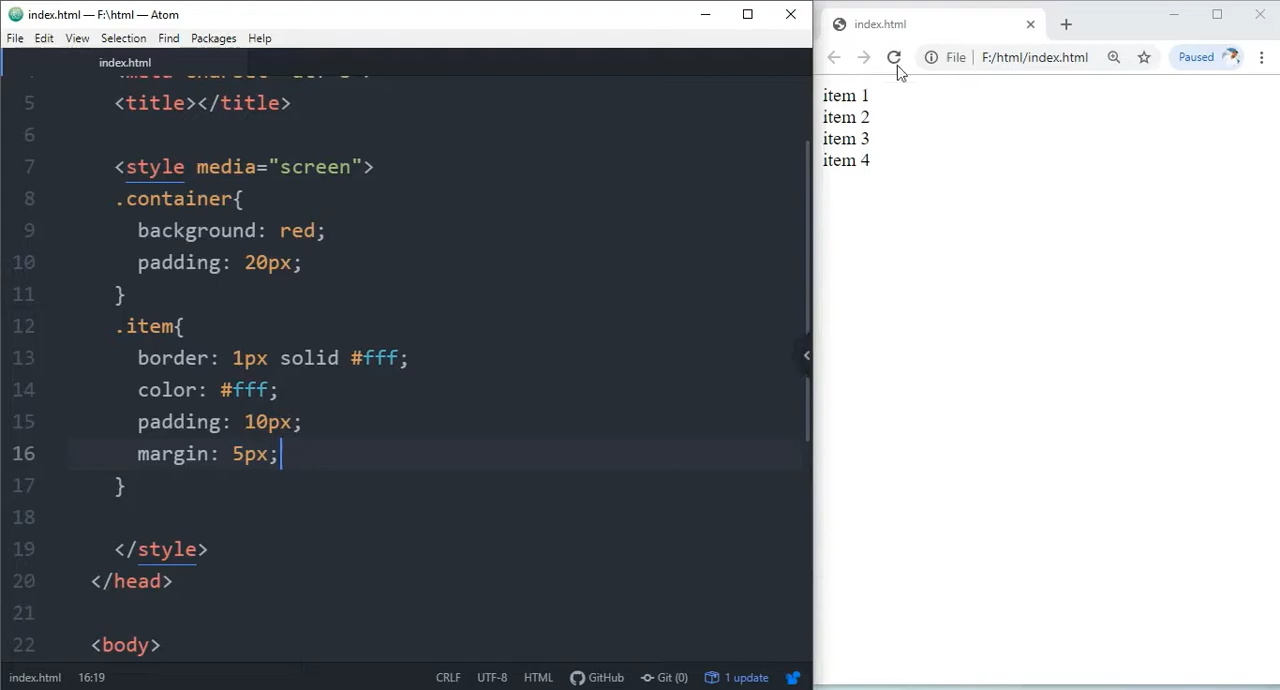 index.html — F:\html — Atom
File Edit View Selection Find Packages Help
index.html
5 <title></title>
6
7 <style media="screen">
8 .container{
9 background: red;
10 padding: 20px;
11 }
12 .item{
13 border: 1px solid #fff;
14 color: #fff;
15 padding: 10px;
16 margin: 5px;
17 }
18
19 </style>
20 </head>
21
22 <body>
index.html 16:19 CRLF UTF-8 HTML GitHub Git (0) 1 update
index.html
File F:/html/index.html Paused
item 1
item 2
item 3
item 4